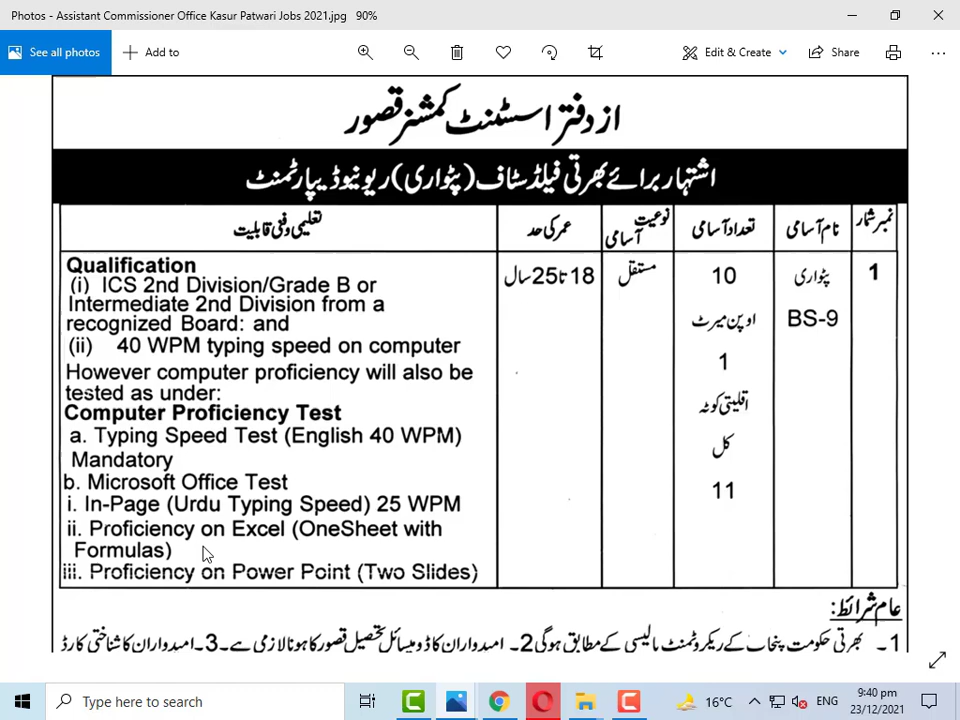 Photos - Assistant Commissioner Office Kasur Patwari Jobs 2021.jpg 90%
See all photos
Add to
Edit & Create
Share
از دفتر اسسٹنٹ کمشنر قصور
اشتہار برائے بھرتی فیلڈ سٹاف (پٹواری) ریونیو ڈیپارٹمنٹ
نمبر شمار
نام آسامی
تعداد آسامی
نوعیت آسامی
عمر کی حد
تعلیمی و فنی قابلیت
1
پٹواری
BS-9
10
اوپن میرٹ
1
اقلیتی کوٹہ
کل
11
مستقل
18 تا 25 سال
Qualification
(i) ICS 2nd Division/Grade B or
Intermediate 2nd Division from a
recognized Board: and
(ii) 40 WPM typing speed on computer
However computer proficiency will also be
tested as under:
Computer Proficiency Test
a. Typing Speed Test (English 40 WPM)
Mandatory
b. Microsoft Office Test
i. In-Page (Urdu Typing Speed) 25 WPM
ii. Proficiency on Excel (OneSheet with
Formulas)
iii. Proficiency on Power Point (Two Slides)
عام شرائط:
1۔ بھرتی حکومت پنجاب کے ریکروٹمنٹ پالیسی کے مطابق ہوگی 2۔ امیدواران کا ڈومیسائل تحصیل قصور کا ہونا لازمی ہے۔ 3۔ امیدواران کا شناختی کارڈ
Type here to search
16°C
ENG
9:40 pm
23/12/2021